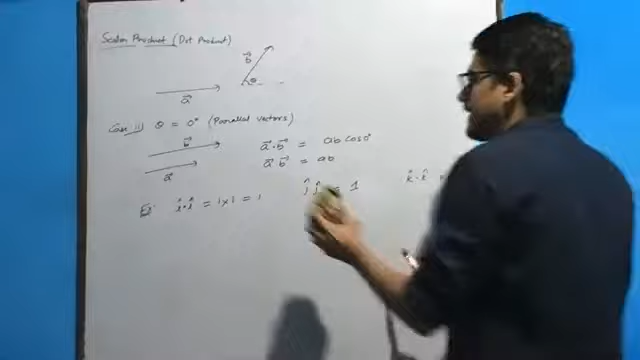 Scalar Product (Dot Product)
b⃗
θ
a⃗
Case (i) θ = 0° (Parallel vectors)
b⃗
a⃗
a⃗.b⃗ = ab cos0°
a⃗ b⃗ = ab
Ex: î.î = 1×1 = 1
ĵ.ĵ = 1